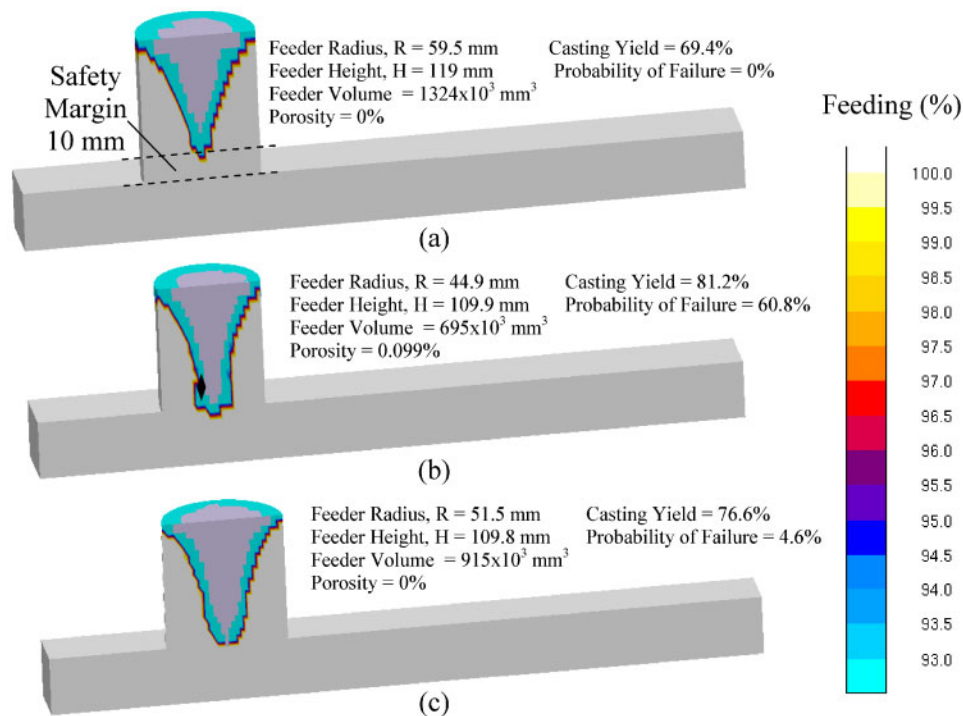 Safety
Margin
10 mm
Feeder Radius, R = 59.5 mm
Feeder Height, H = 119 mm
Feeder Volume = 1324x10³ mm³
Porosity = 0%
Casting Yield = 69.4%
Probability of Failure = 0%
(a)
Feeder Radius, R = 44.9 mm
Feeder Height, H = 109.9 mm
Feeder Volume = 695x10³ mm³
Porosity = 0.099%
Casting Yield = 81.2%
Probability of Failure = 60.8%
(b)
Feeder Radius, R = 51.5 mm
Feeder Height, H = 109.8 mm
Feeder Volume = 915x10³ mm³
Porosity = 0%
Casting Yield = 76.6%
Probability of Failure = 4.6%
(c)
Feeding (%)
100.0
99.5
99.0
98.5
98.0
97.5
97.0
96.5
96.0
95.5
95.0
94.5
94.0
93.5
93.0